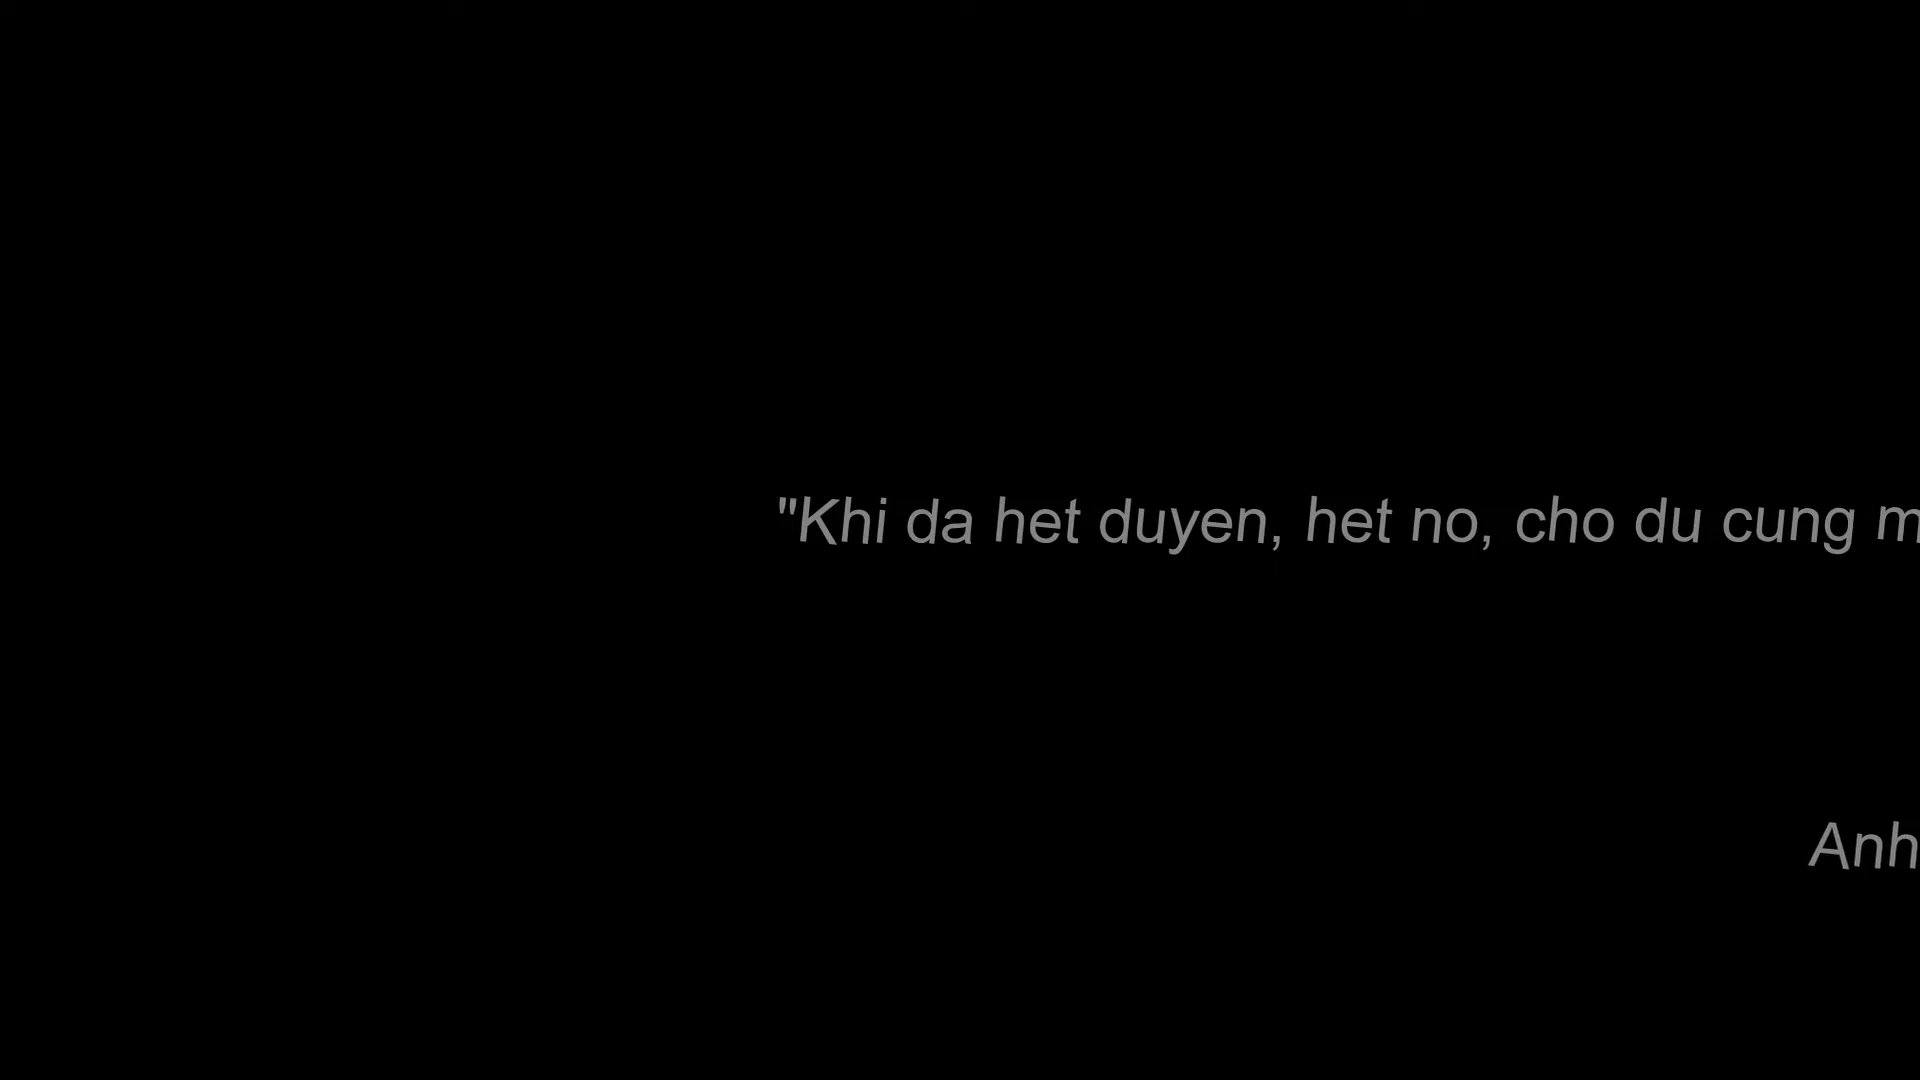 "Khi da het duyen, het no, cho du cung m
Anh